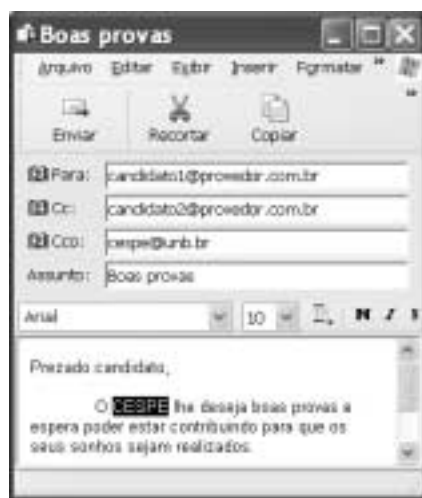 Boas provas
Arquivo Editar Exibir Inserir Formatar »
»
Enviar Recortar Copiar
Para: candidato1@provedor.com.br
Cc: candidato2@provedor.com.br
Cco: cespe@unb.br
Assunto: Boas provas
Arial 10 N I S
Prezado candidato,
O CESPE lhe deseja boas provas e
espera poder estar contribuindo para que os
seus sonhos sejam realizados.